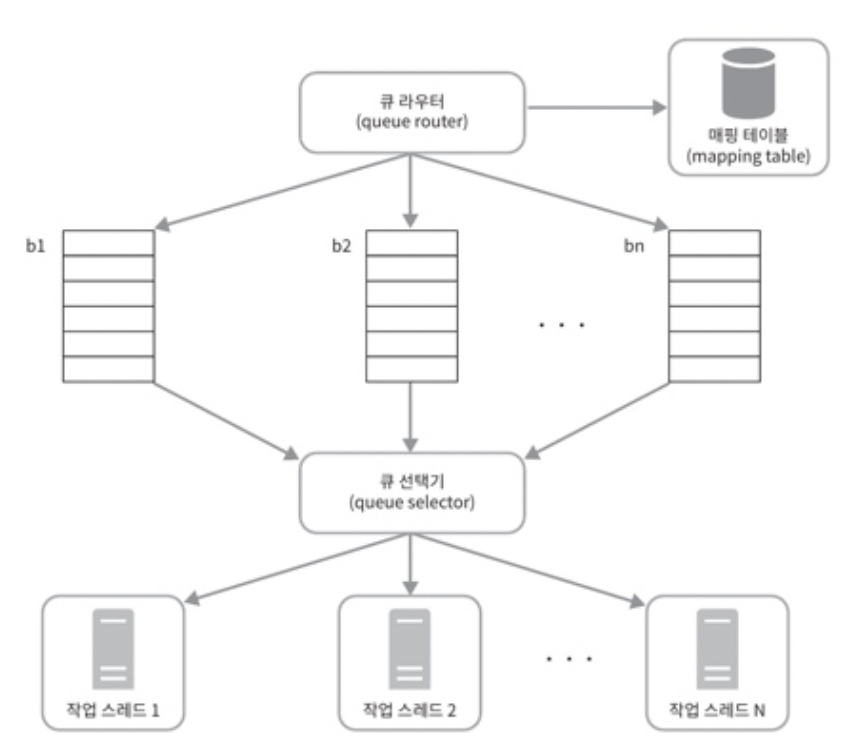 큐 라우터
(queue router)
매핑 테이블
(mapping table)
b1
b2
bn
. . .
큐 선택기
(queue selector)
작업 스레드 1
작업 스레드 2
. . .
작업 스레드 N